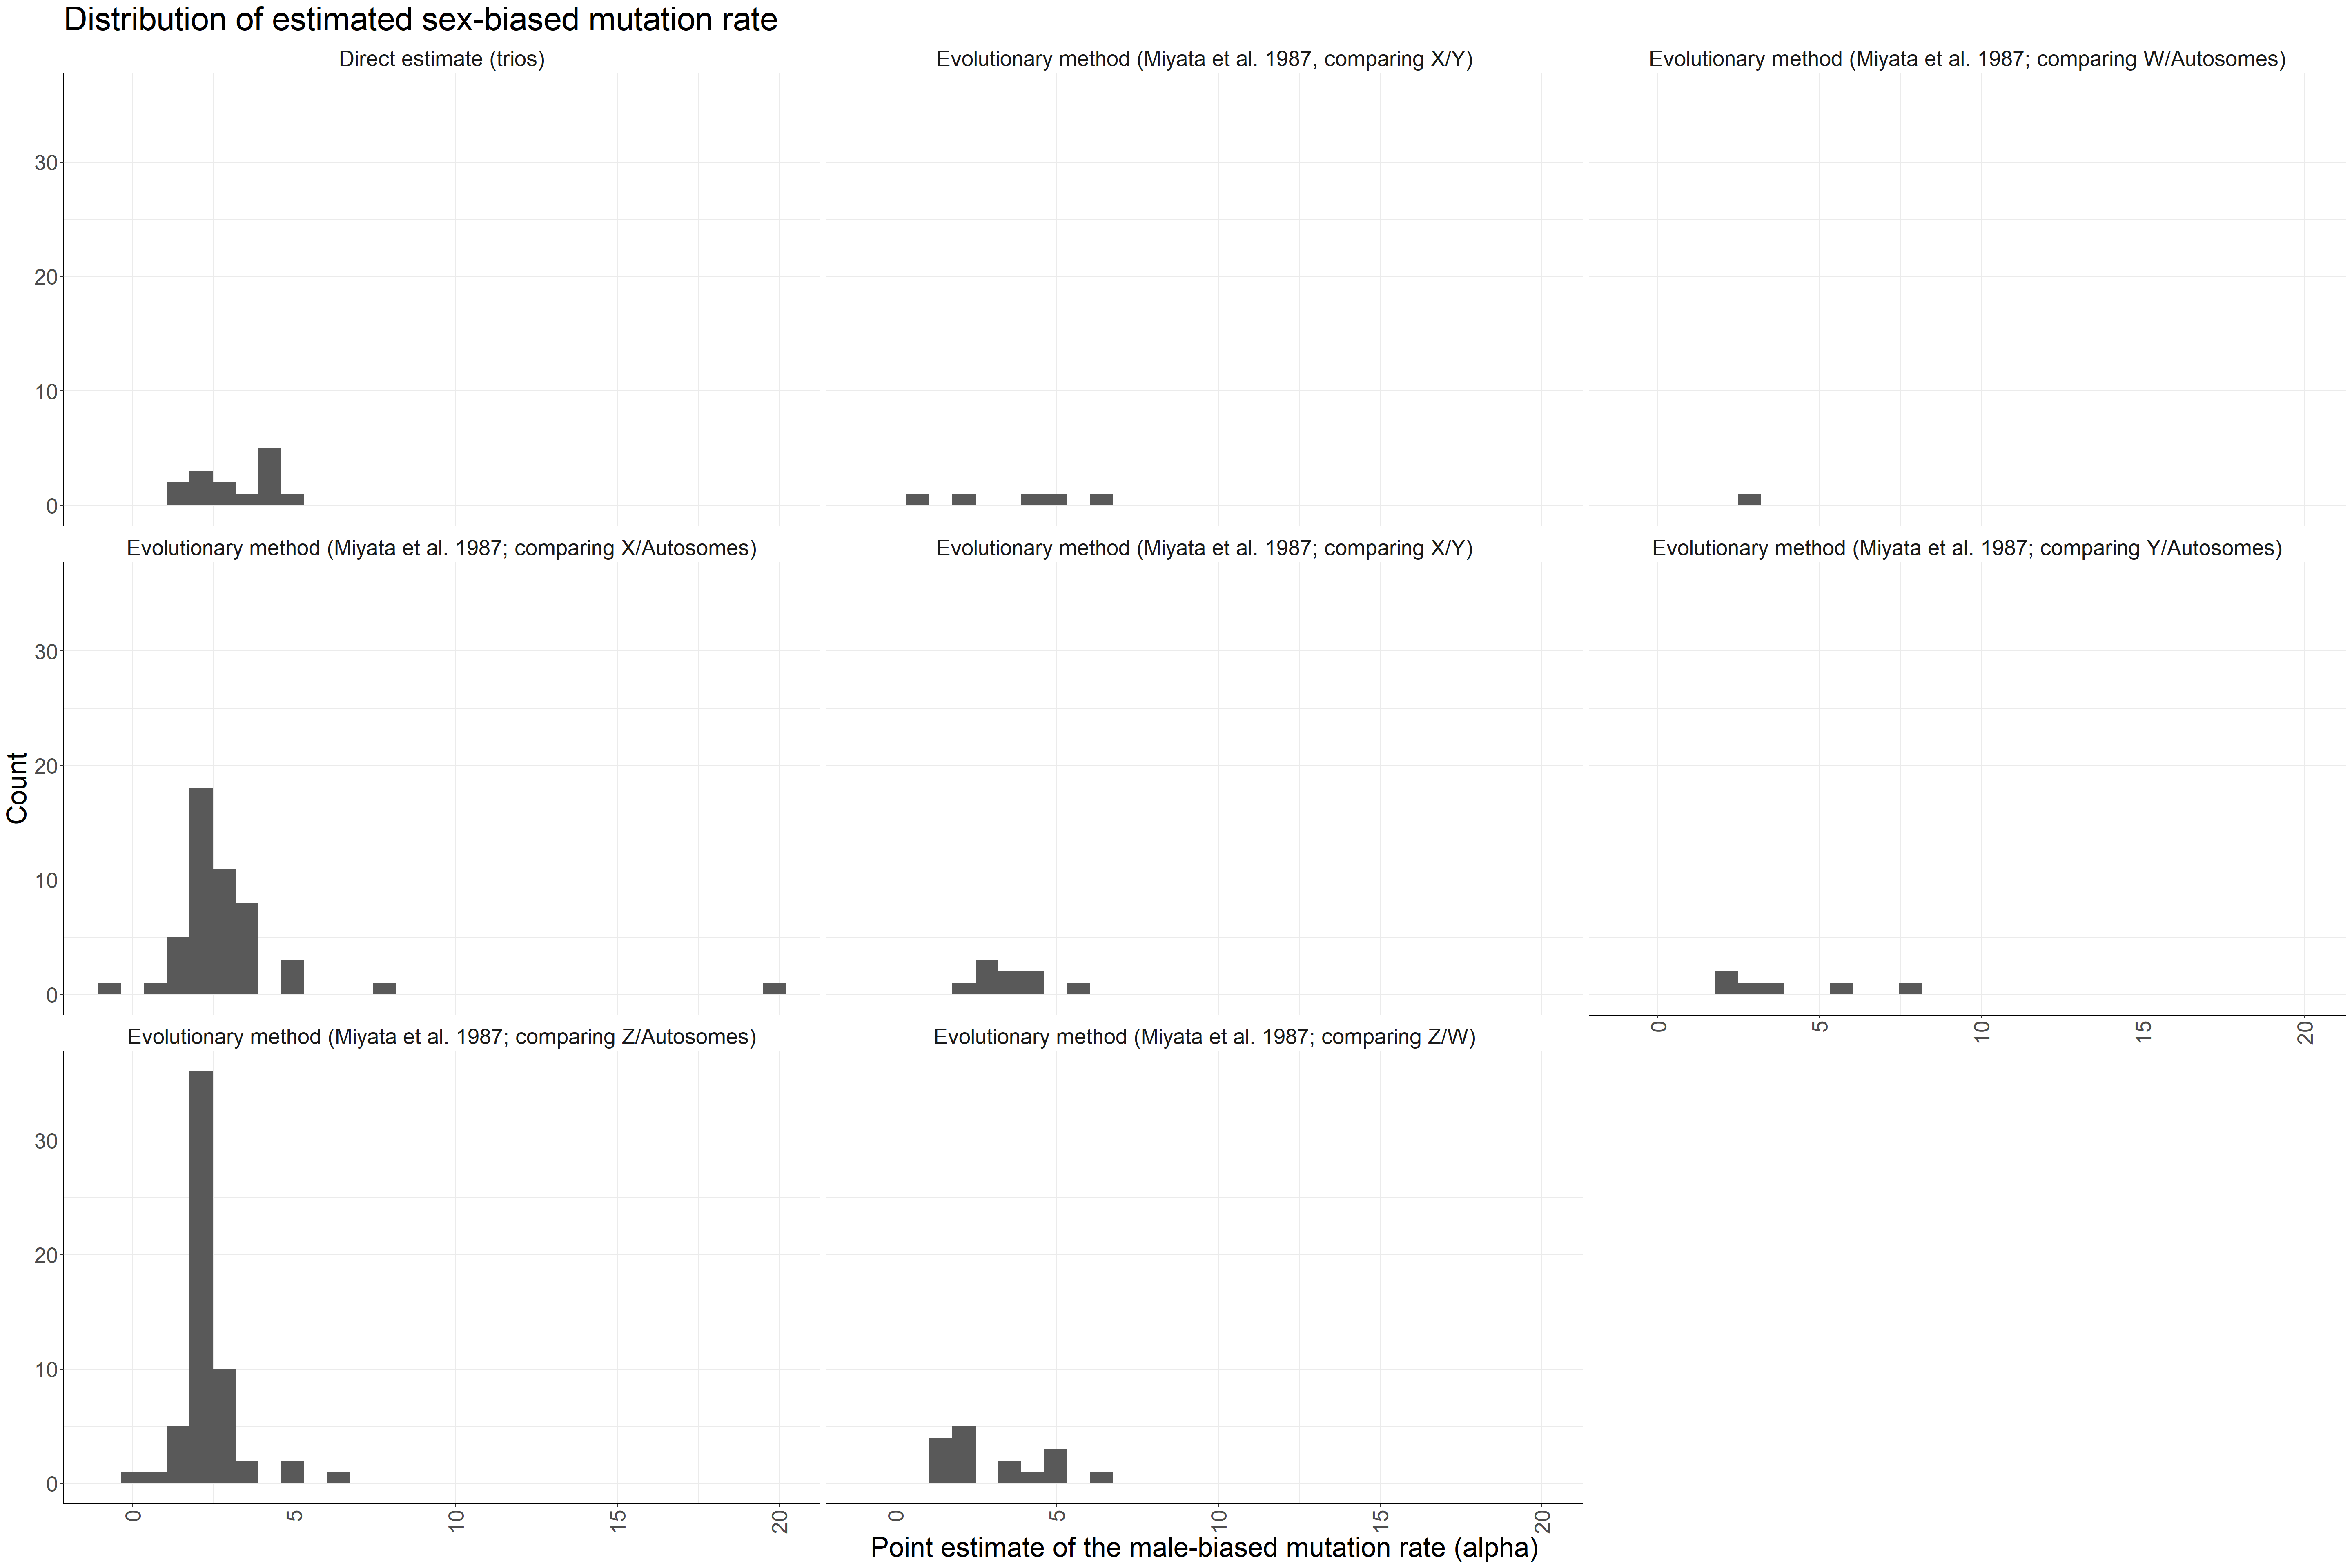 Distribution of estimated sex-biased mutation rate
Direct estimate (trios)
Evolutionary method (Miyata et al. 1987, comparing X/Y)
Evolutionary method (Miyata et al. 1987; comparing W/Autosomes)
30
20
10
0
Evolutionary method (Miyata et al. 1987; comparing X/Autosomes)
Evolutionary method (Miyata et al. 1987; comparing X/Y)
Evolutionary method (Miyata et al. 1987; comparing Y/Autosomes)
30
20
10
0
0
5
10
15
20
Evolutionary method (Miyata et al. 1987; comparing Z/Autosomes)
Evolutionary method (Miyata et al. 1987; comparing Z/W)
30
20
10
0
0
5
10
15
20
0
5
10
15
20
Count
Point estimate of the male-biased mutation rate (alpha)